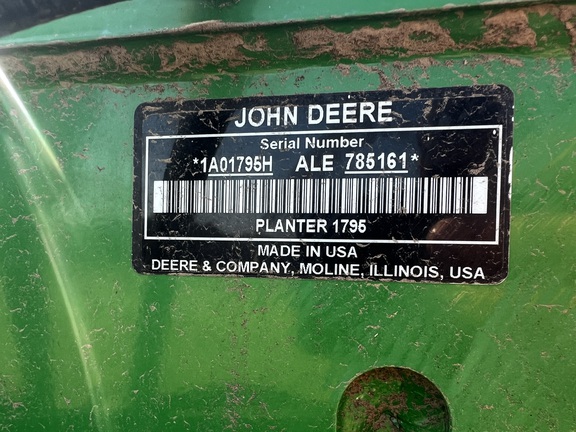 JOHN DEERE
Serial Number
*1A01795H ALE 785161*
PLANTER 1795
MADE IN USA
DEERE & COMPANY, MOLINE, ILLINOIS, USA